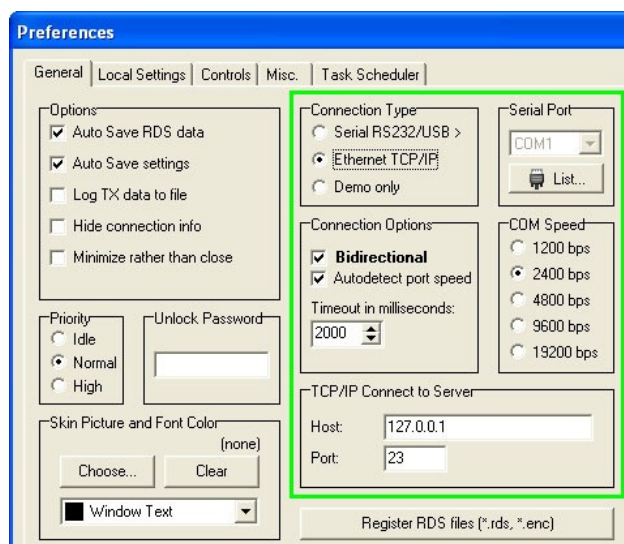 Preferences
General
Local Settings
Controls
Misc.
Task Scheduler
Options
Auto Save RDS data
Auto Save settings
Log TX data to file
Hide connection info
Minimize rather than close
Connection Type
Serial RS232/USB >
Ethernet TCP/IP
Demo only
Serial Port
COM1
List...
Connection Options
Bidirectional
Autodetect port speed
Timeout in milliseconds:
2000
COM Speed
1200 bps
2400 bps
4800 bps
9600 bps
19200 bps
Priority
Idle
Normal
High
Unlock Password
TCP/IP Connect to Server
Host: 127.0.0.1
Port: 23
Skin Picture and Font Color
(none)
Choose...
Clear
Window Text
Register RDS files (*.rds, *.enc)